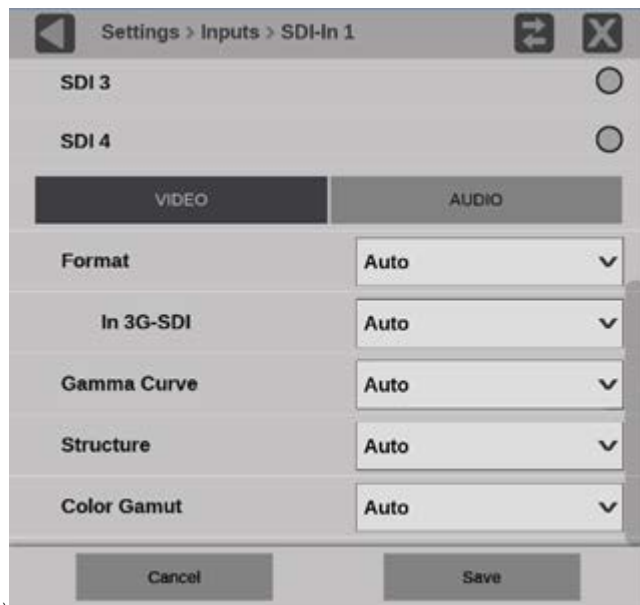 Settings > Inputs > SDI-In 1
SDI 3
SDI 4
VIDEO AUDIO
Format Auto
In 3G-SDI Auto
Gamma Curve Auto
Structure Auto
Color Gamut Auto
Cancel Save